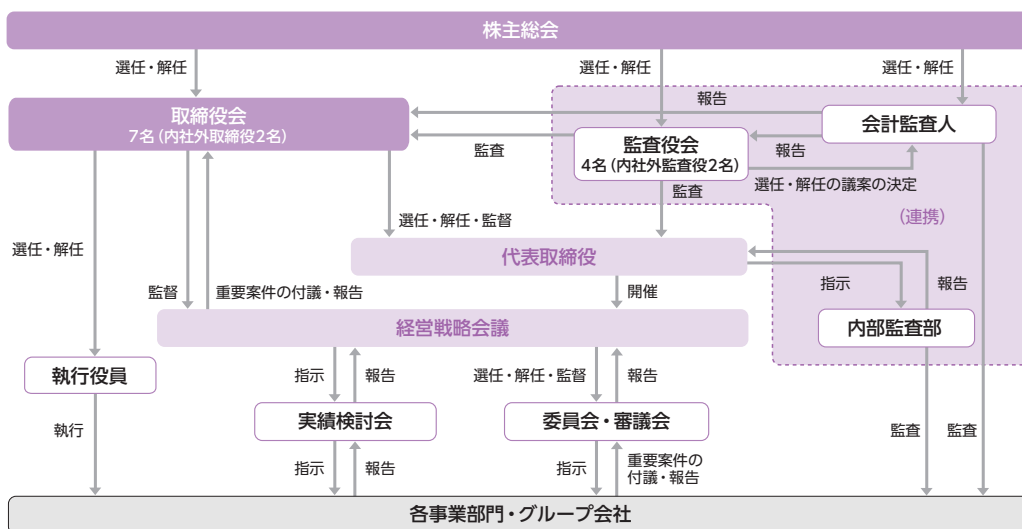 株主総会
選任・解任
選任・解任
選任・解任
報告
取締役会
7名(内社外取締役2名)
会計監査人
監査
監査役会
4名(内社外監査役2名)
報告
選任・解任の議案の決定
監査
(連携)
選任・解任・監督
選任・解任
代表取締役
監督
重要案件の付議・報告
開催
指示
報告
経営戦略会議
内部監査部
執行役員
指示
報告
選任・解任・監督
報告
実績検討会
委員会・審議会
執行
監査
監査
指示
報告
指示
重要案件の
付議・報告
各事業部門・グループ会社